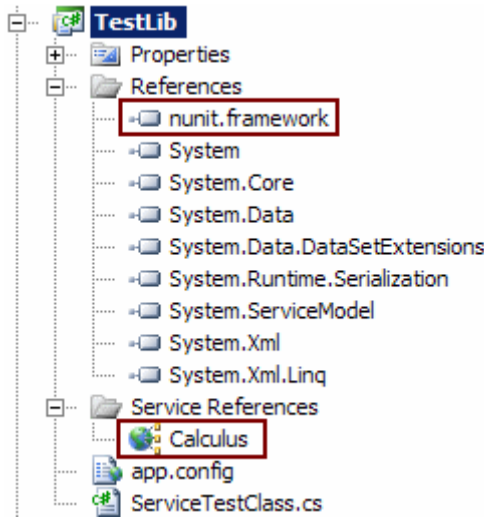 TestLib
Properties
References
nunit.framework
System
System.Core
System.Data
System.Data.DataSetExtensions
System.Runtime.Serialization
System.ServiceModel
System.Xml
System.Xml.Linq
Service References
Calculus
app.config
ServiceTestClass.cs